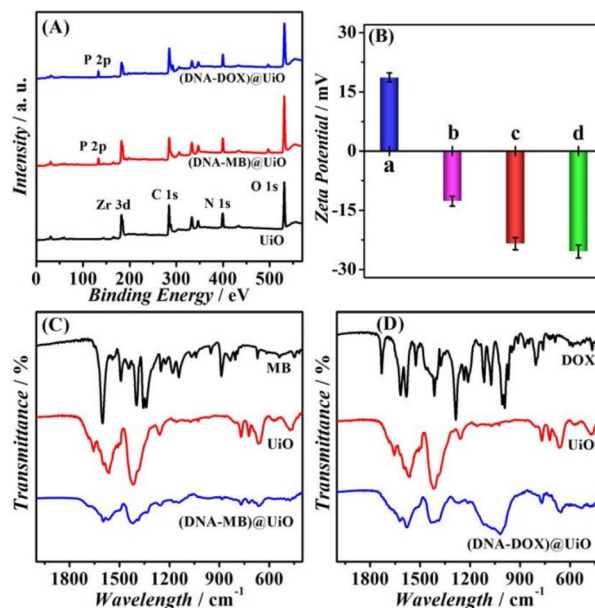 (A)
P 2p
(DNA-DOX)@UiO
P 2p
(DNA-MB)@UiO
Zr 3d
C 1s
N 1s
O 1s
UiO
Intensity / a. u.
0 100 200 300 400 500
Binding Energy / eV
(B)
Zeta Potential / mV
30
15
0
-15
-30
a
b
c
d
(C)
MB
UiO
(DNA-MB)@UiO
Transmittance / %
1800 1500 1200 900 600
Wavelength / cm⁻¹
(D)
DOX
UiO
(DNA-DOX)@UiO
Transmittance / %
1800 1500 1200 900 600
Wavelength / cm⁻¹